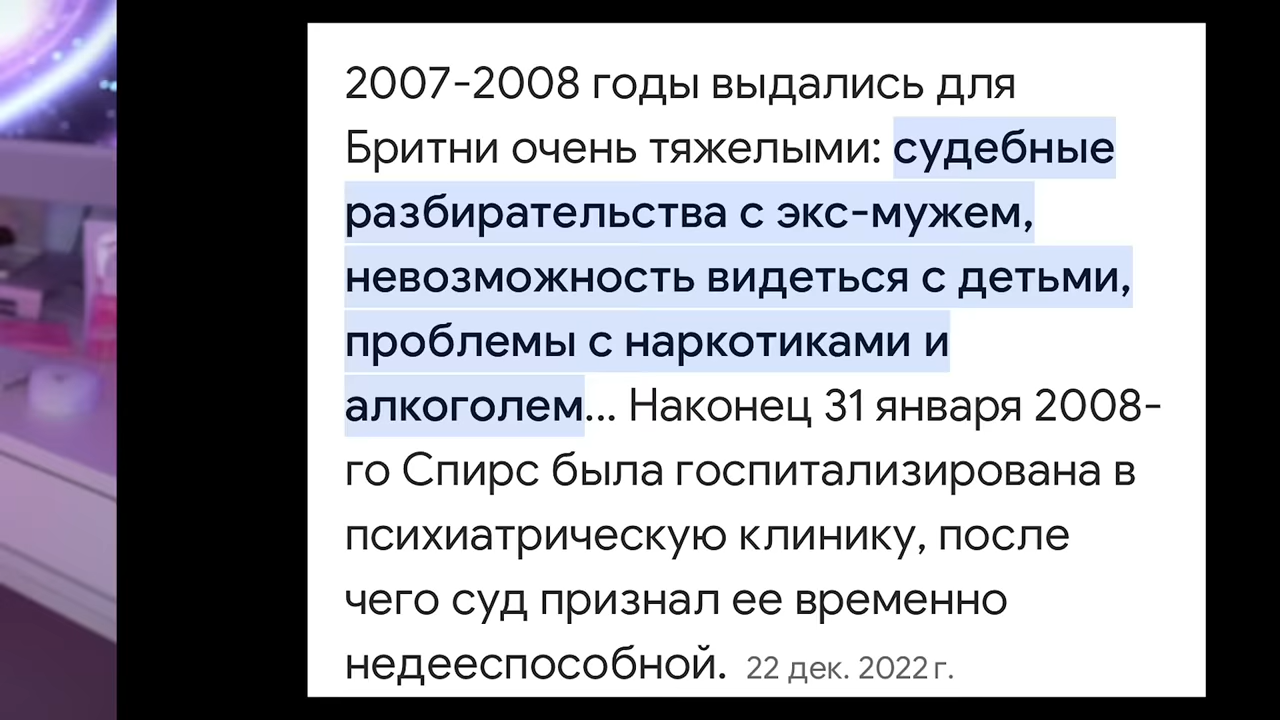 2007-2008 годы выдались для
Бритни очень тяжелыми: судебные
разбирательства с экс-мужем,
невозможность видеться с детьми,
проблемы с наркотиками и
алкоголем... Наконец 31 января 2008-
го Спирс была госпитализирована в
психиатрическую клинику, после
чего суд признал ее временно
недееспособной. 22 дек. 2022 г.